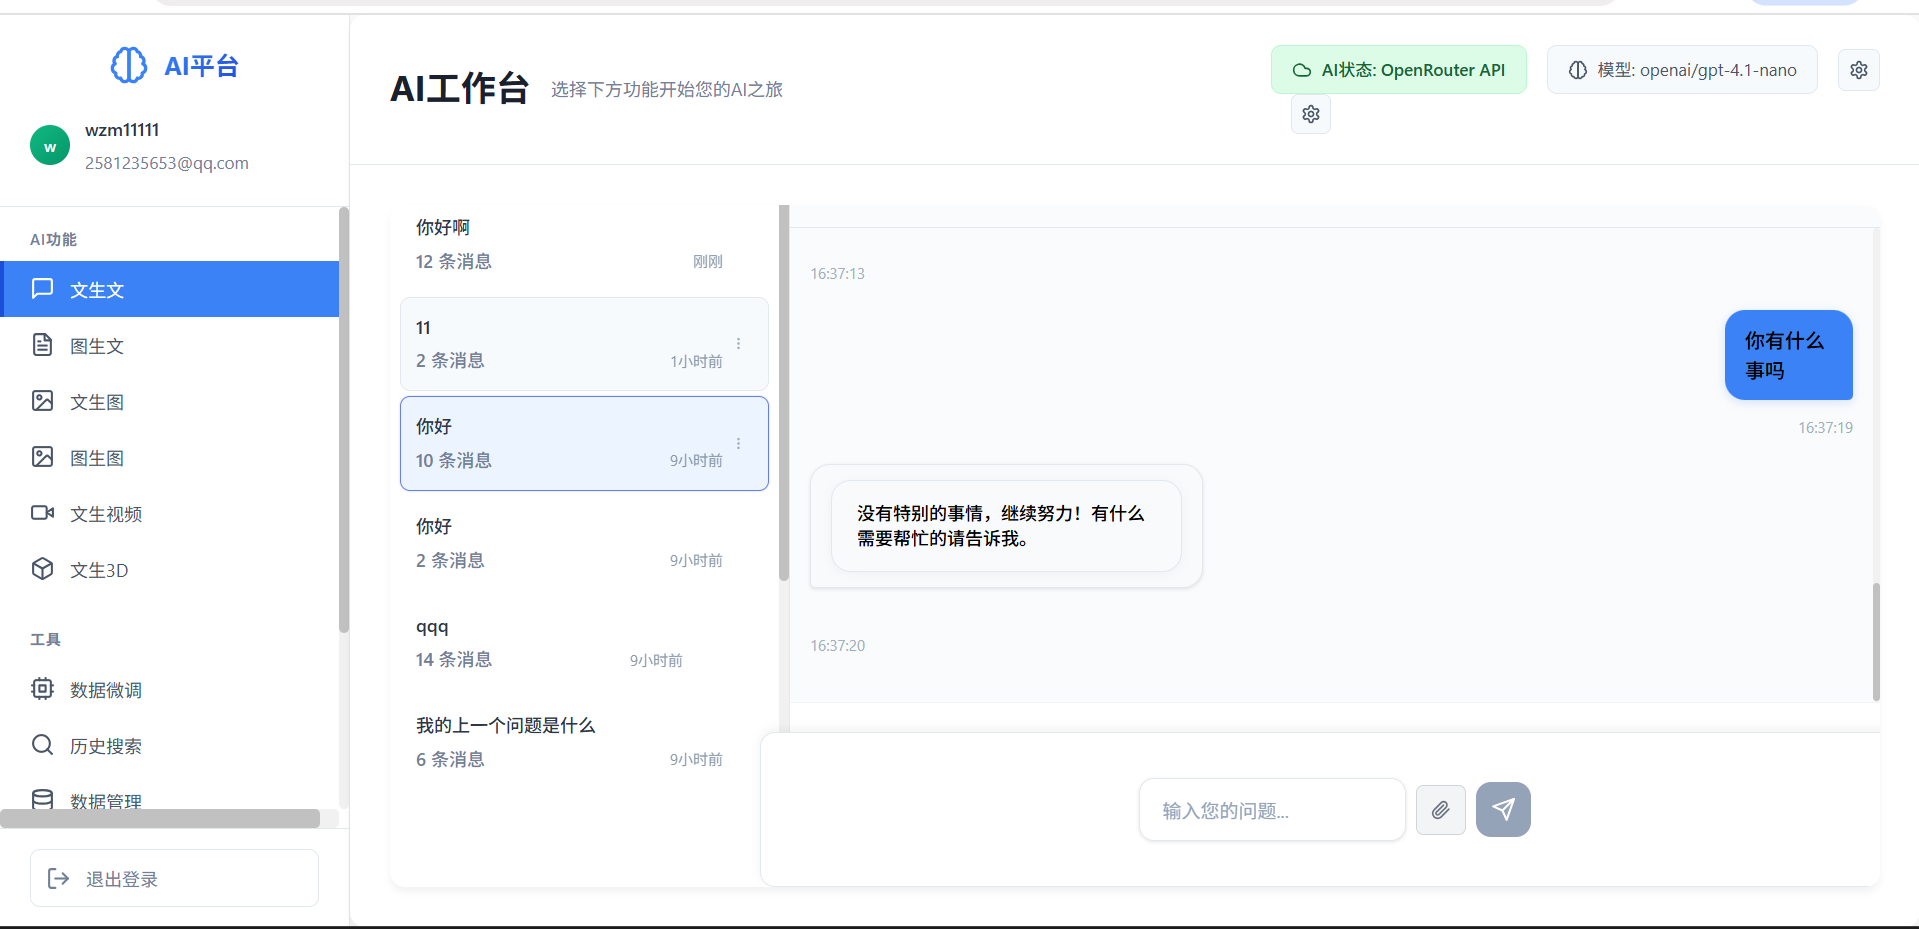 AI平台
wzm11111
w
2581235653@qq.com
AI功能
文生文
图生文
文生图
图生图
文生视频
文生3D
工具
数据微调
历史搜索
数据管理
退出登录
AI工作台
选择下方功能开始您的AI之旅
AI状态: OpenRouter API
模型: openai/gpt-4.1-nano
你好啊
12 条消息
刚刚
11
2 条消息
1小时前
你好
10 条消息
9小时前
你好
2 条消息
9小时前
qqq
14 条消息
9小时前
我的上一个问题是什么
6 条消息
9小时前
16:37:13
你有什么
事吗
16:37:19
没有特别的事情，继续努力！有什么
需要帮忙的请告诉我。
16:37:20
输入您的问题...